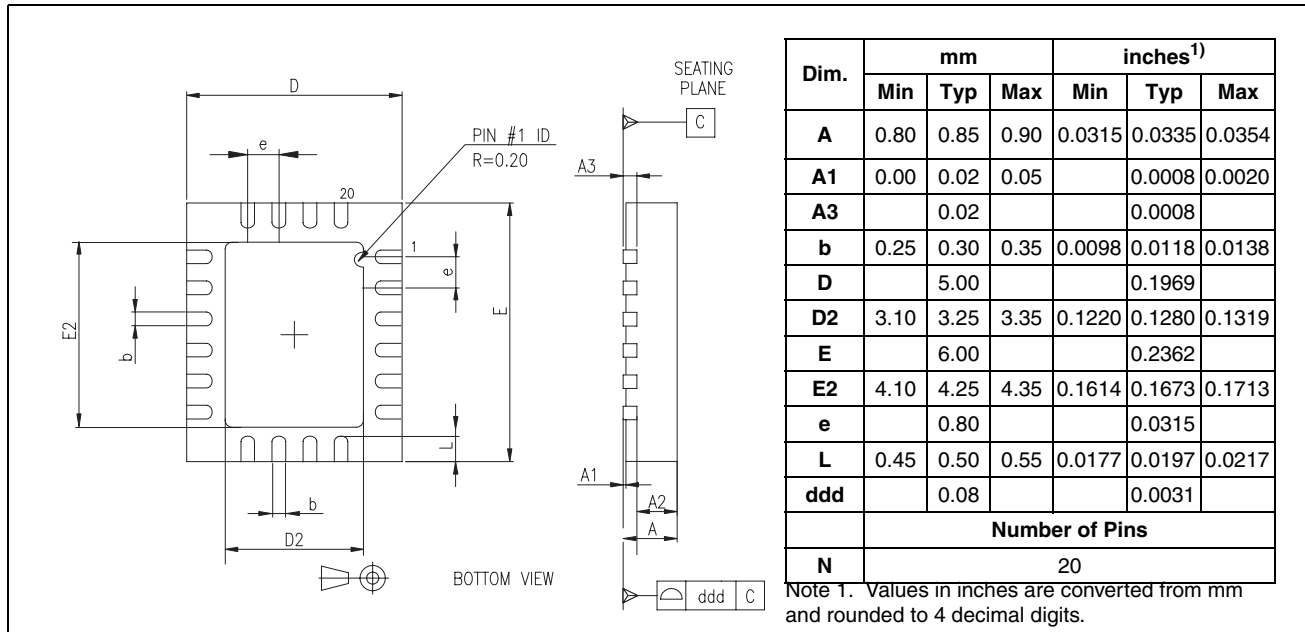 D
e
PIN #1 ID
R=0.20
20
1
e
E2
b
E
L
b
D2
BOTTOM VIEW
SEATING
PLANE
C
A3
A1
A2
A
ddd C
Dim. mm inches1)
Min Typ Max Min Typ Max
A 0.80 0.85 0.90 0.0315 0.0335 0.0354
A1 0.00 0.02 0.05 0.0008 0.0020
A3 0.02 0.0008
b 0.25 0.30 0.35 0.0098 0.0118 0.0138
D 5.00 0.1969
D2 3.10 3.25 3.35 0.1220 0.1280 0.1319
E 6.00 0.2362
E2 4.10 4.25 4.35 0.1614 0.1673 0.1713
e 0.80 0.0315
L 0.45 0.50 0.55 0.0177 0.0197 0.0217
ddd 0.08 0.0031
Number of Pins
N 20
Note 1. Values in inches are converted from mm
and rounded to 4 decimal digits.